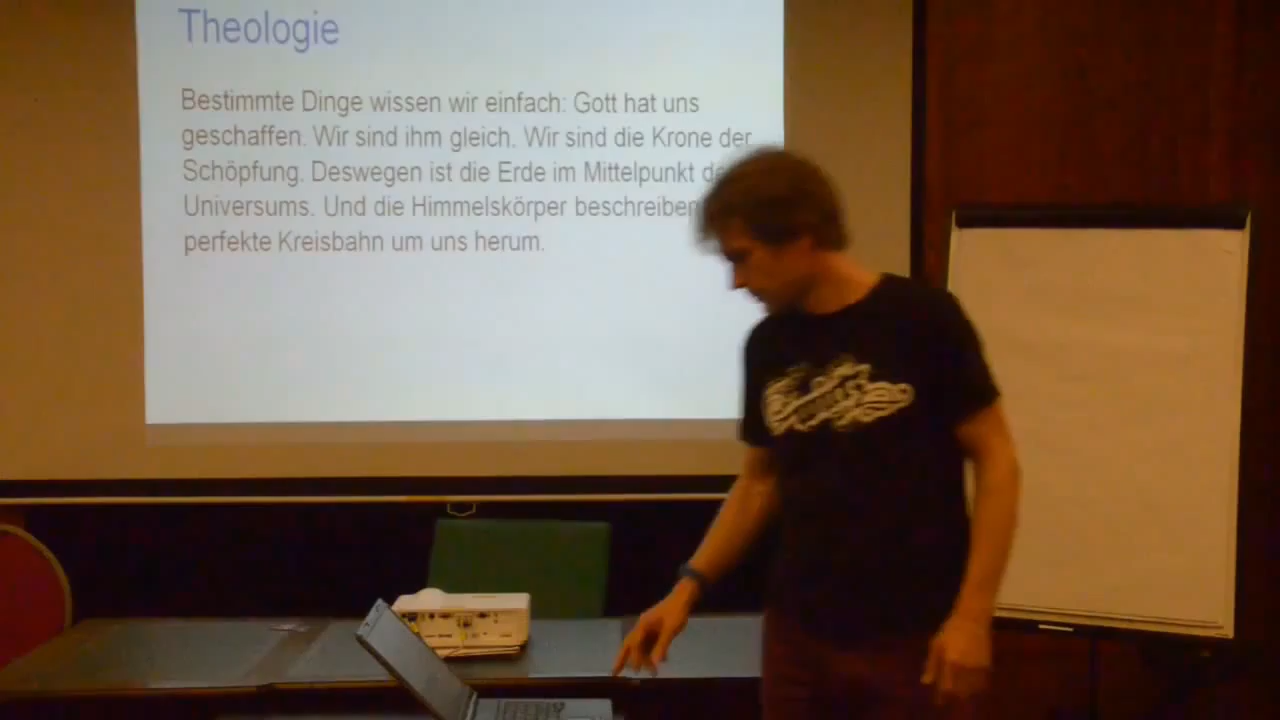 Theologie
Bestimmte Dinge wissen wir einfach: Gott hat uns
geschaffen. Wir sind ihm gleich. Wir sind die Krone der
Schöpfung. Deswegen ist die Erde im Mittelpunkt
Universums. Und die Himmelskörper beschreiben
perfekte Kreisbahn um uns herum.